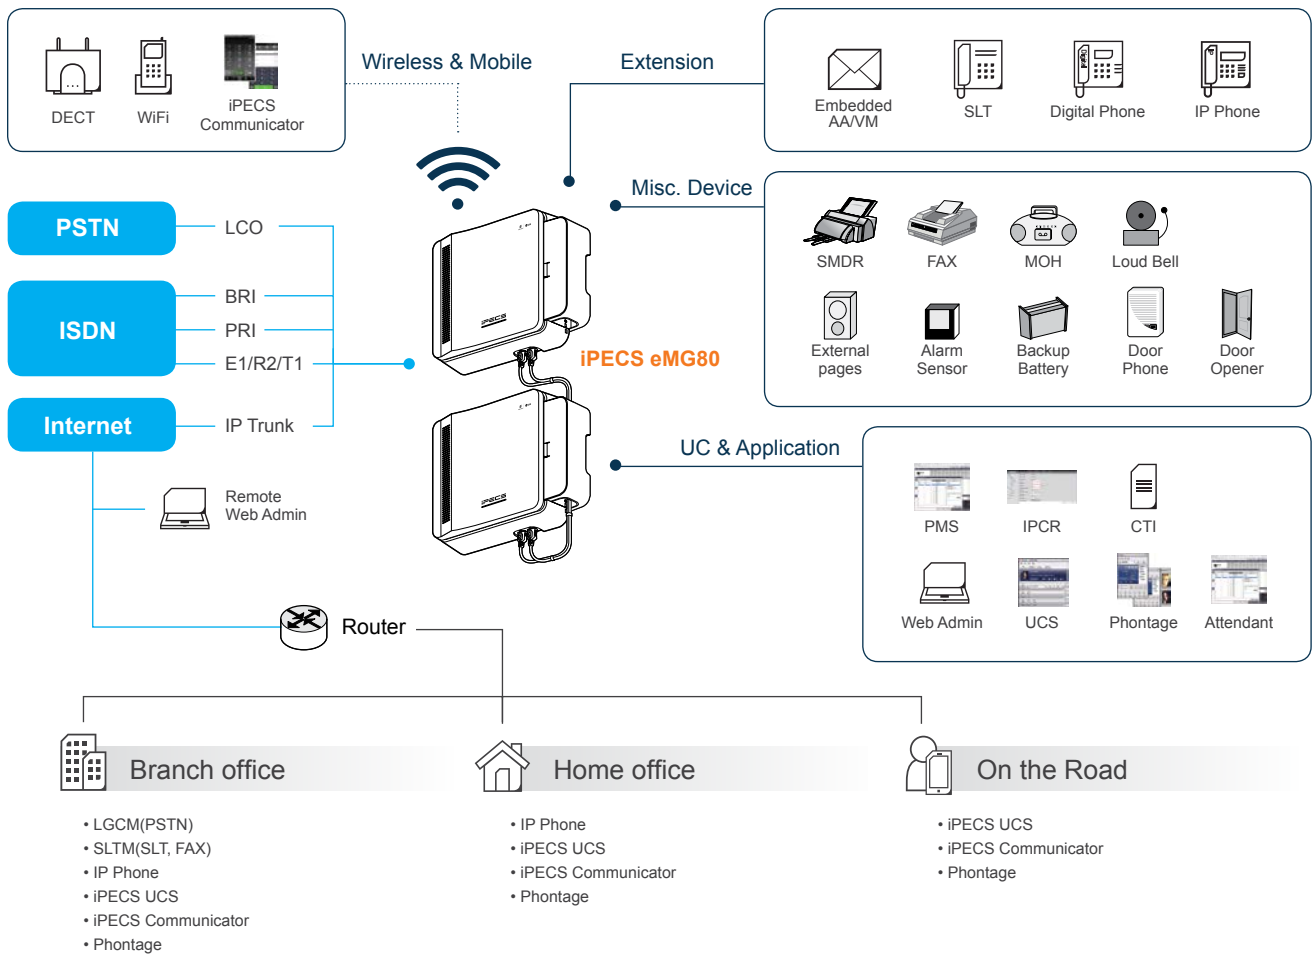 Wireless & Mobile
DECT
WiFi
iPECS
Communicator
Extension
Embedded
AA/VM
SLT
Digital
Digital Phone
IP
IP Phone
Misc. Device
SMDR
FAX
MOH
Loud Bell
External
pages
Alarm
Sensor
Backup
Battery
Door
Phone
Door
Opener
PSTN
LCO
ISDN
BRI
PRI
E1/R2/T1
Internet
IP Trunk
iPECS
iPECS eMG80
iPECS
UC & Application
PMS
IPCR
CTI
Web Admin
UCS
Phontage
Attendant
Remote
Web Admin
Router
Branch office
• LGCM(PSTN)
• SLTM(SLT, FAX)
• IP Phone
• iPECS UCS
• iPECS Communicator
• Phontage
Home office
• IP Phone
• iPECS UCS
• iPECS Communicator
• Phontage
On the Road
• iPECS UCS
• iPECS Communicator
• Phontage